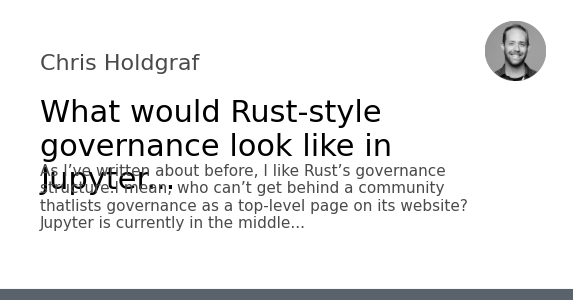 Chris Holdgraf
What would Rust-style
governance look like in
Jupyter...
As I’ve written about before, I like Rust’s governance
structure. I mean, who can’t get behind a community
thatlists governance as a top-level page on its website?
Jupyter is currently in the middle...